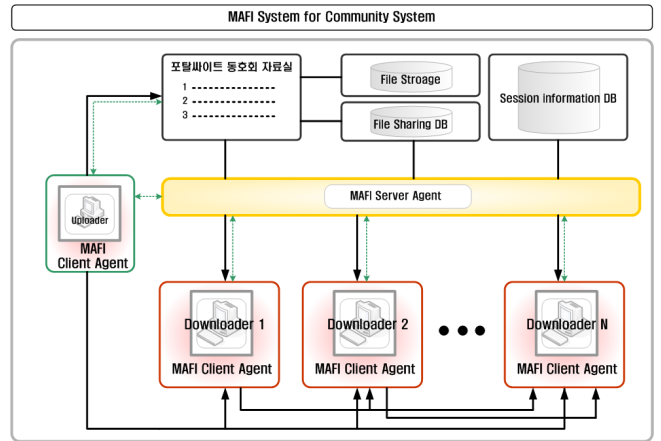 MAFI System for Community System
포탈싸이트 동호회 자료실
1
2
3
File Stroage
File Sharing DB
Session information DB
MAFI Server Agent
Uploader
MAFI
Client Agent
Downloader 1
MAFI Client Agent
Downloader 2
MAFI Client Agent
Downloader N
MAFI Client Agent